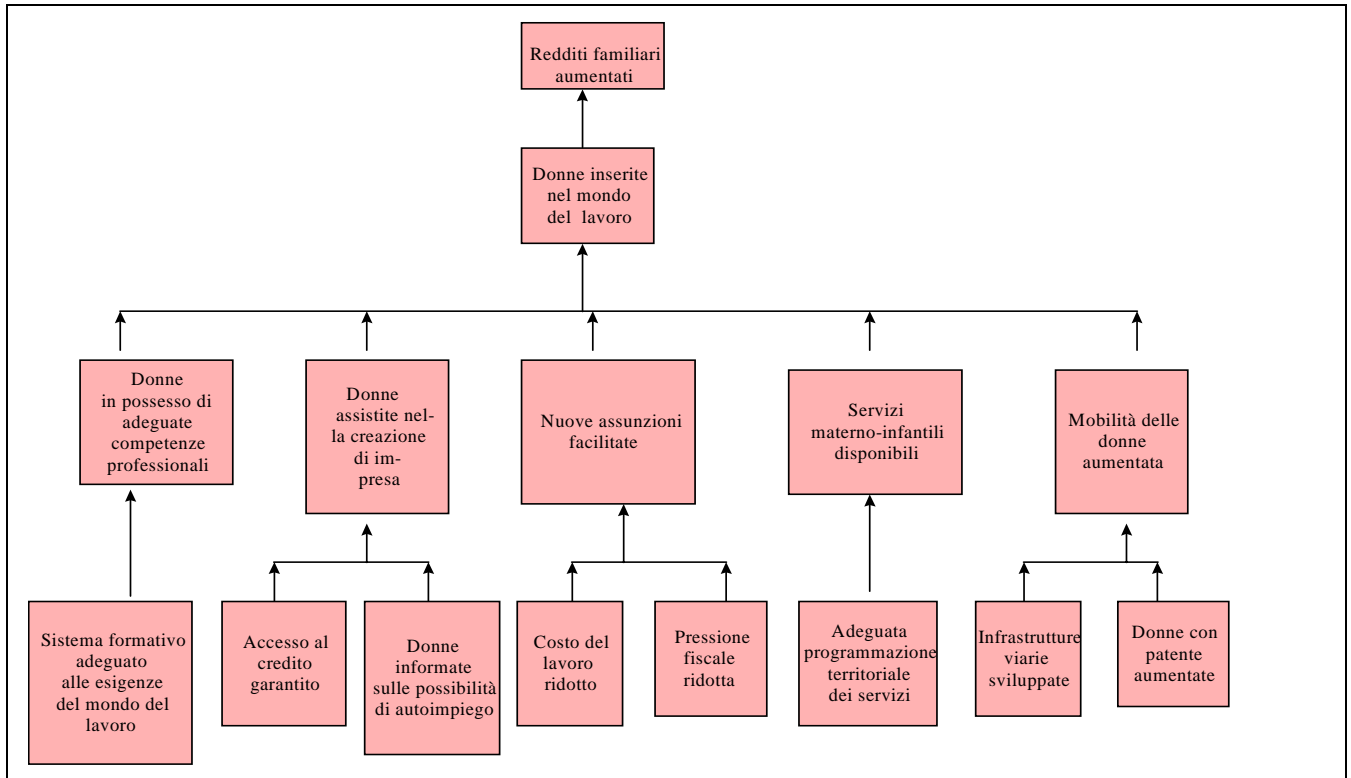 Redditi familiari
aumentati
Donne inserite
nel mondo
del lavoro
Donne
in possesso di
adeguate
competenze
professionali
Donne
assistite nel-
la creazione
di im-
presa
Nuove assunzioni
facilitate
Servizi
materno-infantili
disponibili
Mobilità delle
donne
aumentata
Sistema formativo
adeguato
alle esigenze
del mondo del
lavoro
Accesso al
credito
garantito
Donne
informate
sulle possibilità
di autoimpiego
Costo del
lavoro
ridotto
Pressione
fiscale
ridotta
Adeguata
programmazione
territoriale
dei servizi
Infrastrutture
viarie
sviluppate
Donne con
patente
aumentate